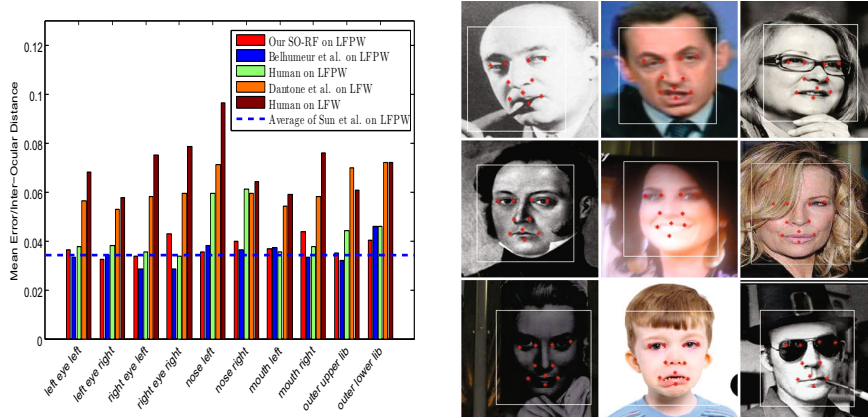 0.12
0.1
0.08
0.06
0.04
0.02
0
Mean Error/Inter-Ocular Distance
Our SO-RF on LFPW
Belhumeur et al. on LFPW
Human on LFPW
Dantone et al. on LFW
Human on LFW
Average of Sun et al. on LFPW
left eye left
left eye right
right eye left
right eye right
nose left
nose right
mouth left
mouth right
outer upper lib
outer lower lib